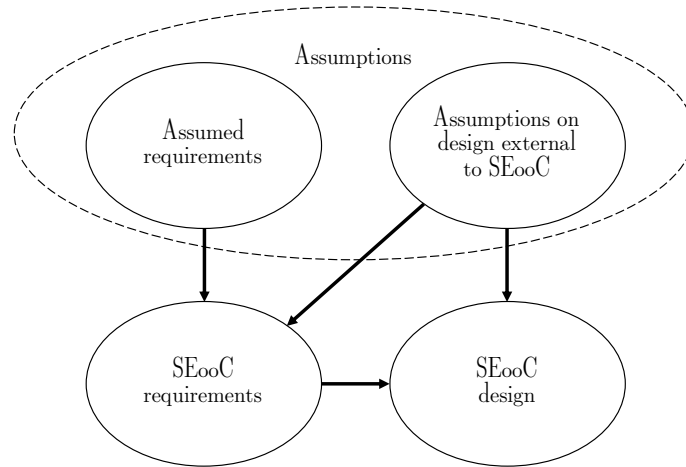 Assumptions
Assumed
requirements
Assumptions on
design external
to SEooC
SEooC
requirements
SEooC
design